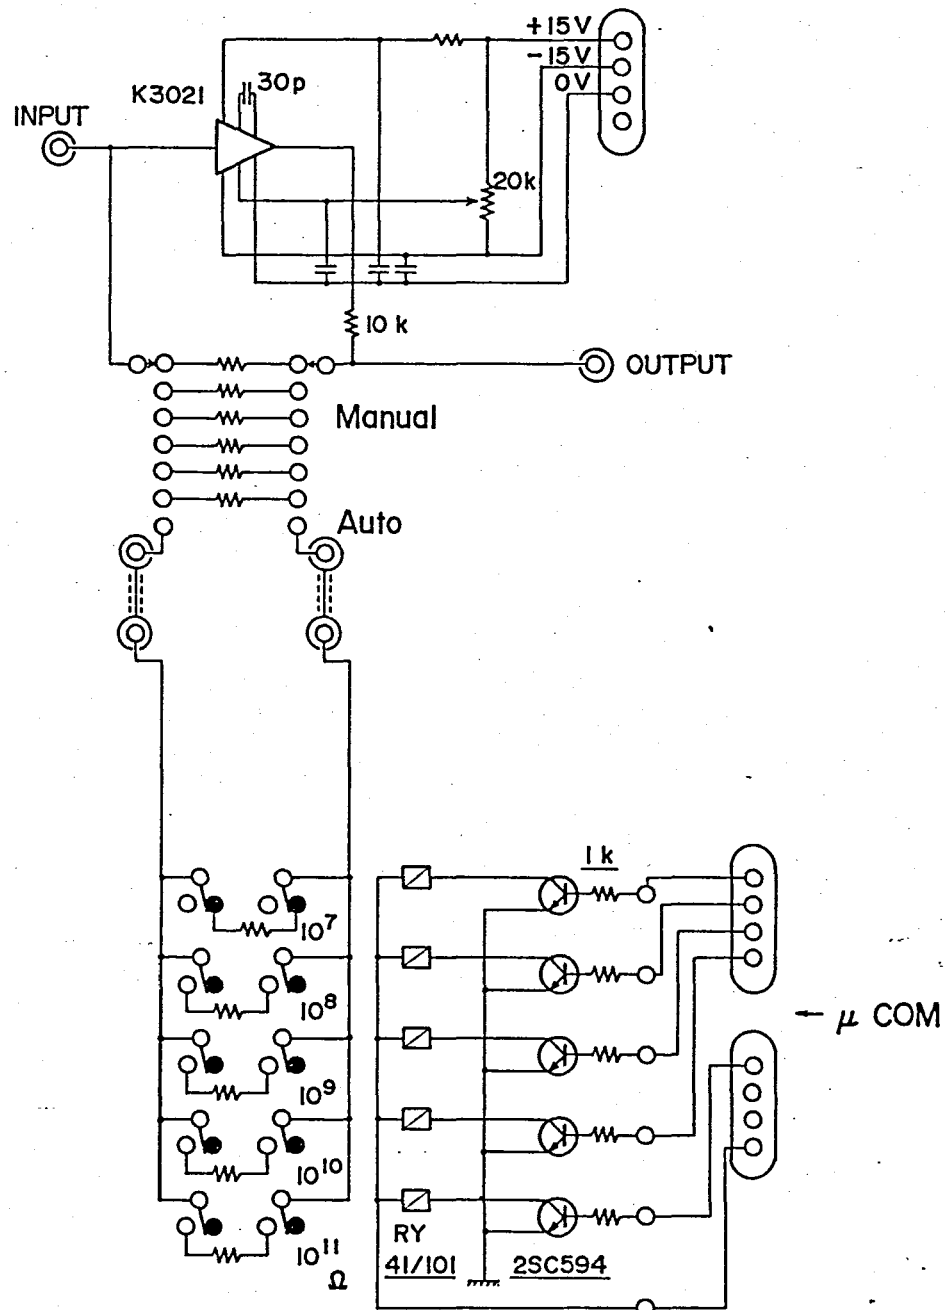 +15V
-15V
0V
30p
K3021
INPUT
20k
10 k
OUTPUT
Manual
Auto
1 k
10⁷
10⁸
μ COM
10⁹
10¹⁰
10¹¹
Ω
RY
41/101
2SC594